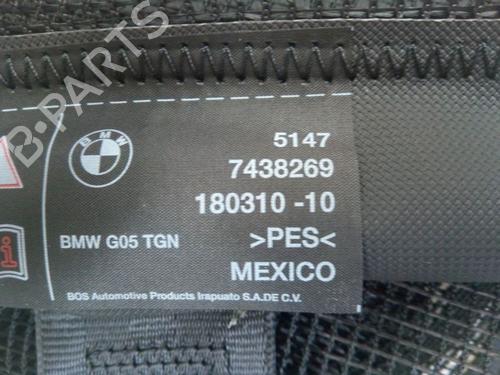 B-PARTS
BMW
5147
7438269
180310 -10
BMW G05 TGN
>PES<
MEXICO
BOS Automotive Products Irapuato S.A.DE C.V.
i